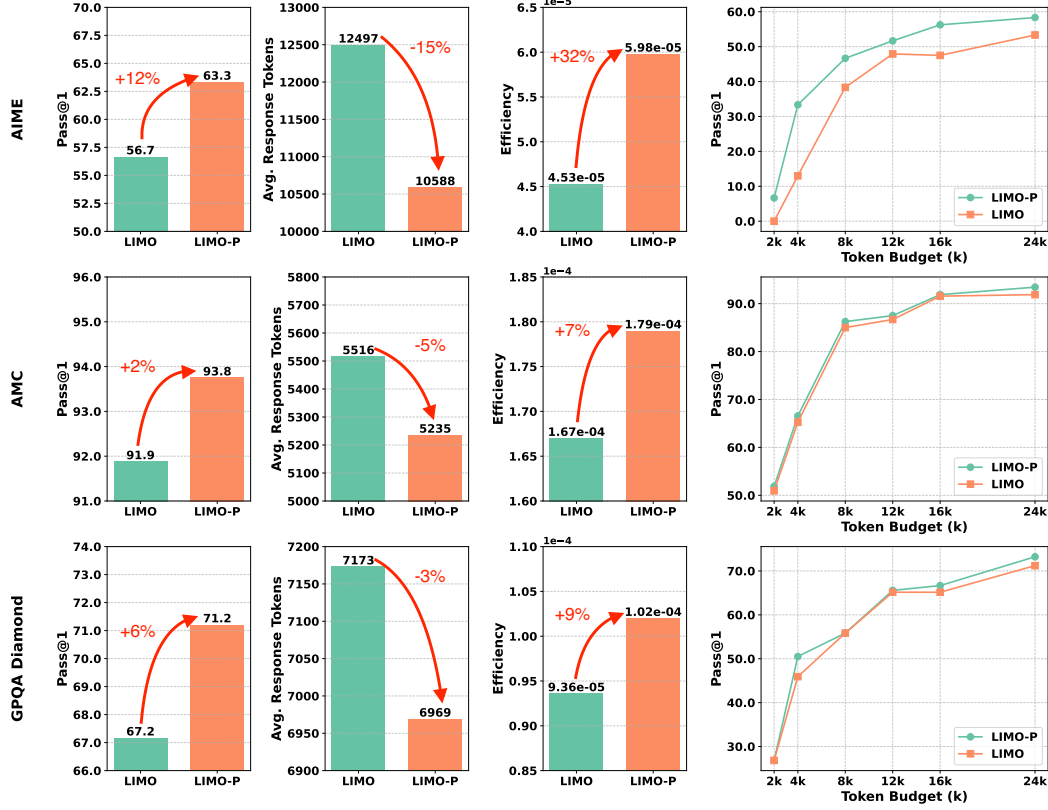 AIME
Pass@1
70.0
67.5
65.0
62.5
60.0
57.5
55.0
52.5
50.0
+12%
56.7
63.3
LIMO
LIMO-P
Avg. Response Tokens
13000
12500
12000
11500
11000
10500
10000
12497
-15%
10588
LIMO
LIMO-P
Efficiency
1e−5
6.5
6.0
5.5
5.0
4.5
4.0
+32%
4.53e-05
5.98e-05
LIMO
LIMO-P
Pass@1
60.0
50.0
40.0
30.0
20.0
10.0
0.0
LIMO-P
LIMO
2k 4k 8k 12k 16k 24k
Token Budget (k)
AMC
Pass@1
96.0
95.0
94.0
93.0
92.0
91.0
+2%
91.9
93.8
LIMO
LIMO-P
Avg. Response Tokens
5800
5700
5600
5500
5400
5300
5200
5100
5000
5516
-5%
5235
LIMO
LIMO-P
Efficiency
1e−4
1.85
1.80
1.75
1.70
1.65
1.60
+7%
1.67e-04
1.79e-04
LIMO
LIMO-P
Pass@1
90.0
80.0
70.0
60.0
50.0
LIMO-P
LIMO
2k 4k 8k 12k 16k 24k
Token Budget (k)
GPQA Diamond
Pass@1
74.0
73.0
72.0
71.0
70.0
69.0
68.0
67.0
66.0
+6%
67.2
71.2
LIMO
LIMO-P
Avg. Response Tokens
7200
7150
7100
7050
7000
6950
6900
7173
-3%
6969
LIMO
LIMO-P
Efficiency
1e−4
1.10
1.05
1.00
0.95
0.90
0.85
+9%
9.36e-05
1.02e-04
LIMO
LIMO-P
Pass@1
70.0
60.0
50.0
40.0
30.0
LIMO-P
LIMO
2k 4k 8k 12k 16k 24k
Token Budget (k)